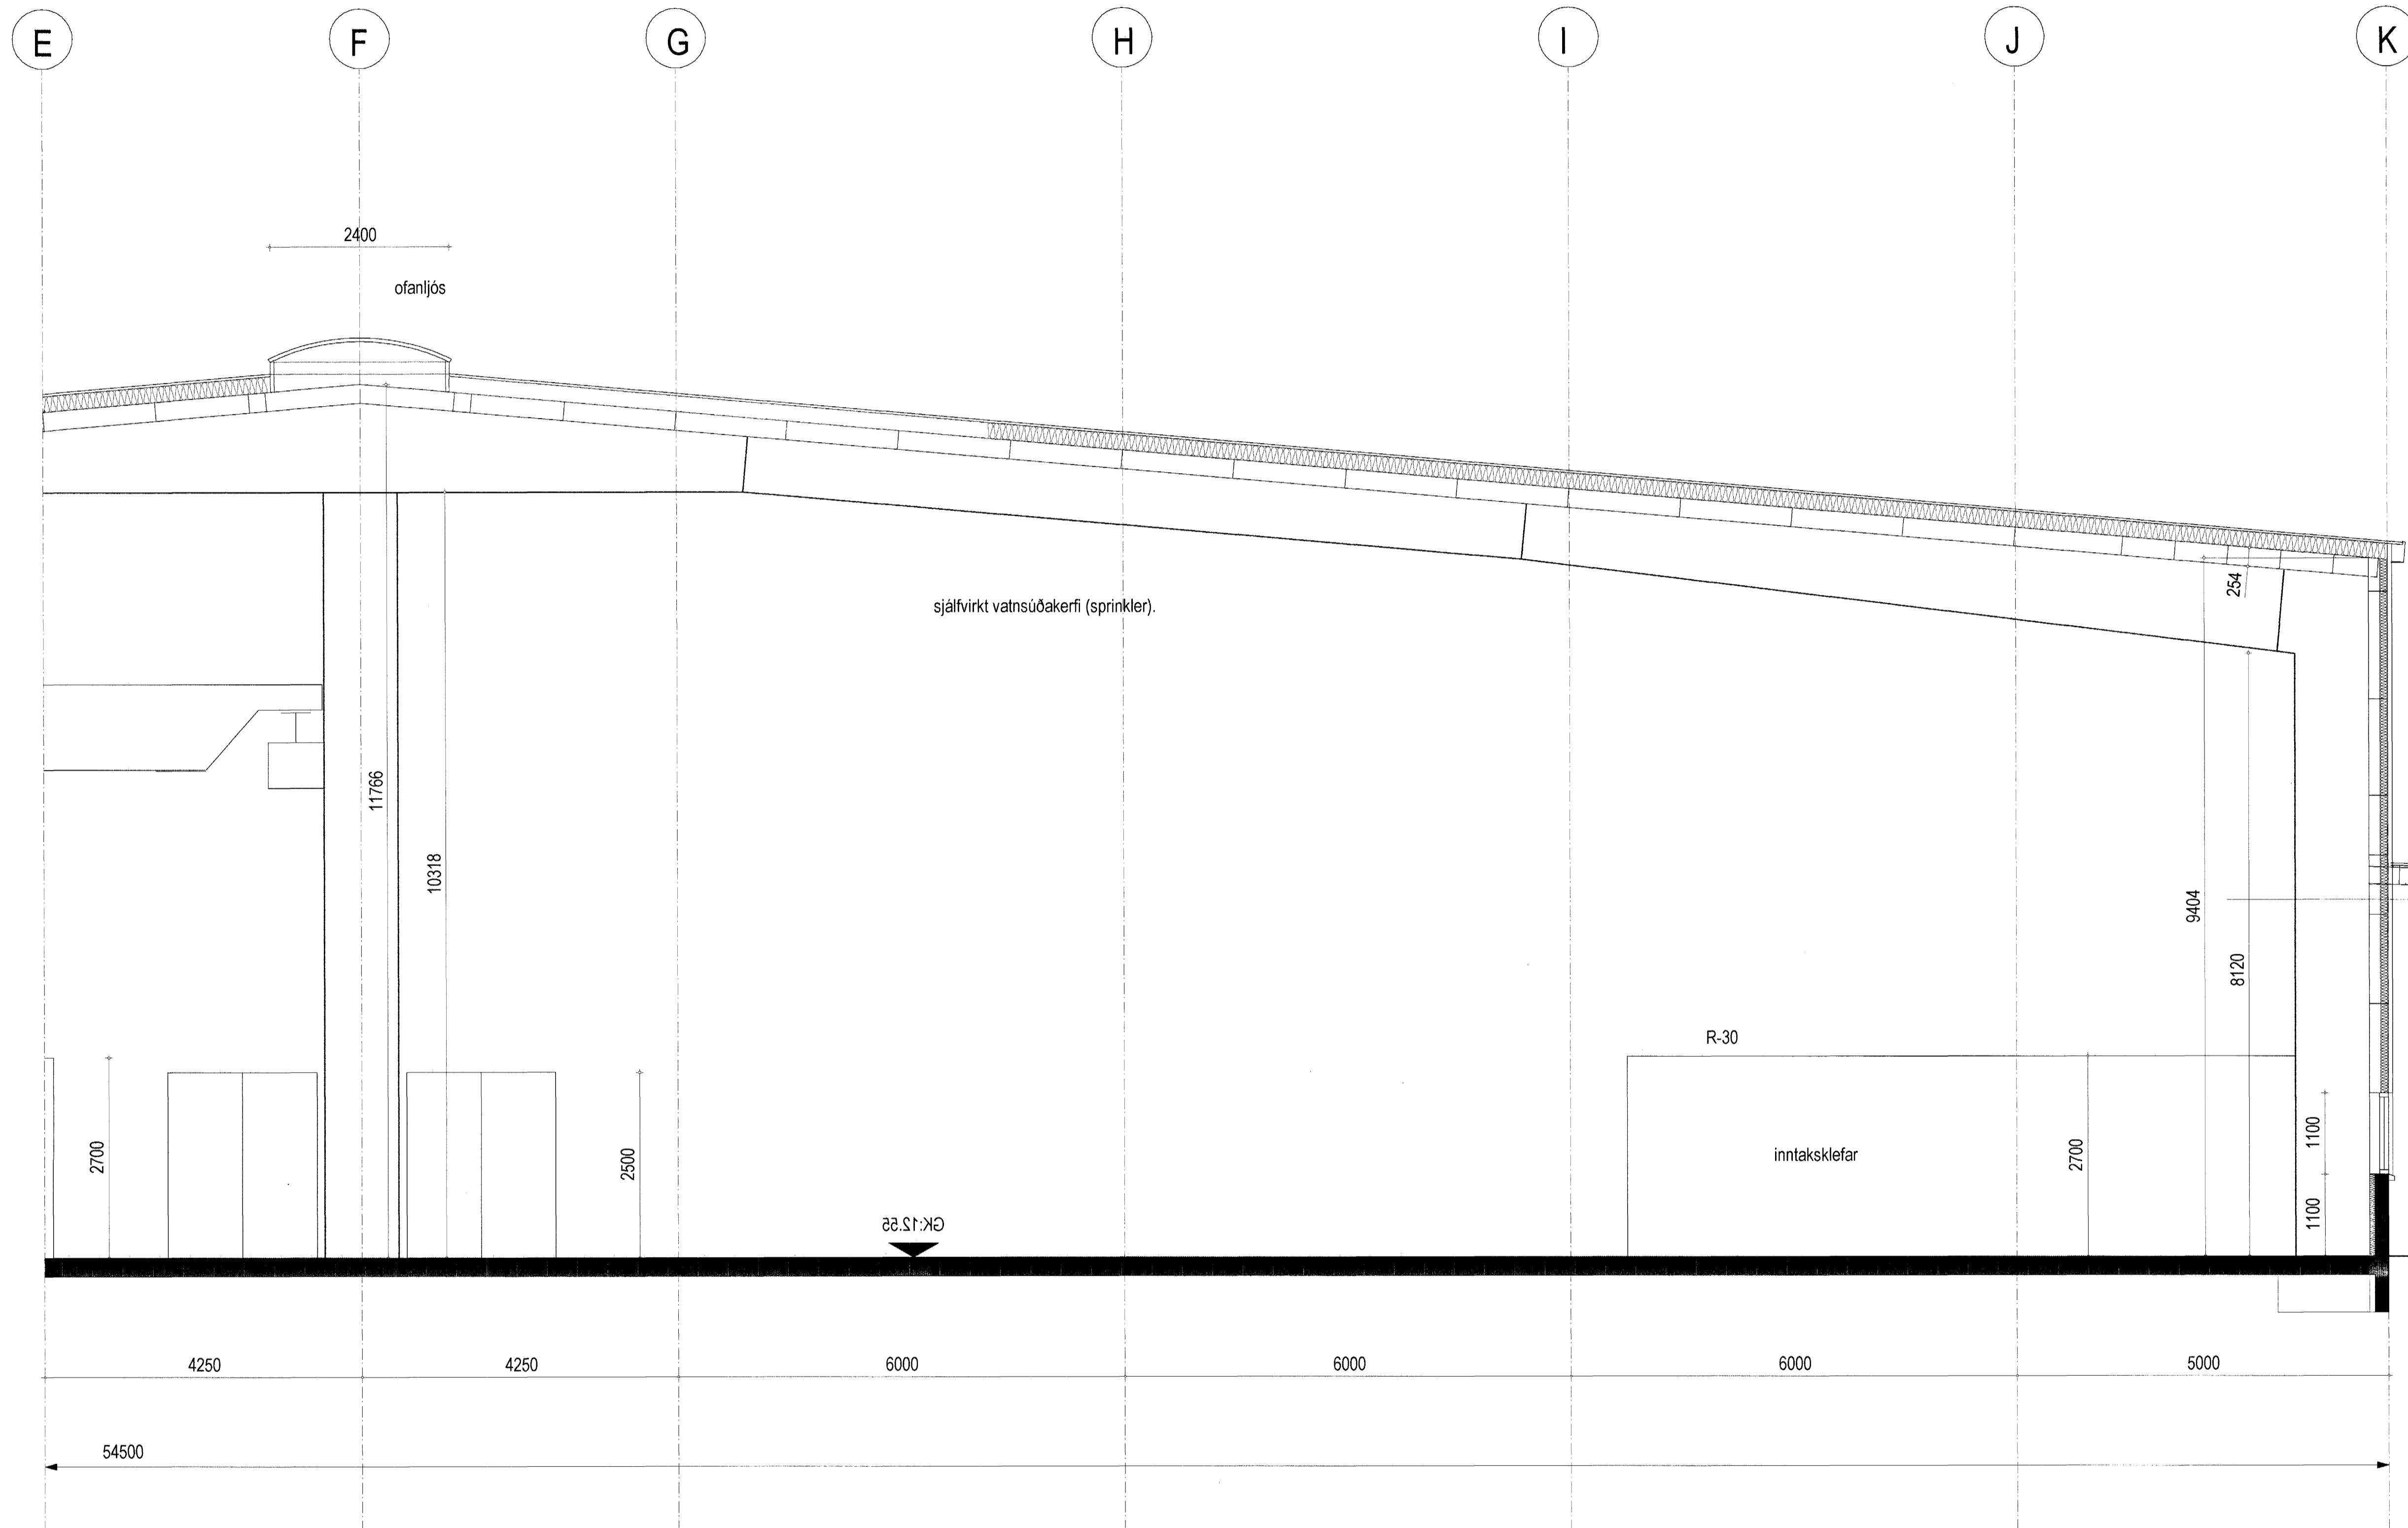 E F G H I J K
2400
ofanljós
254
sjálfvirkt vatnsúðakerfi (sprinkler).
11766
10318
9404
8120
R-30
2700
2500
inntaksklefar
2700
1100
1100
GK:12.55
4250 4250 6000 6000 6000 5000
54500